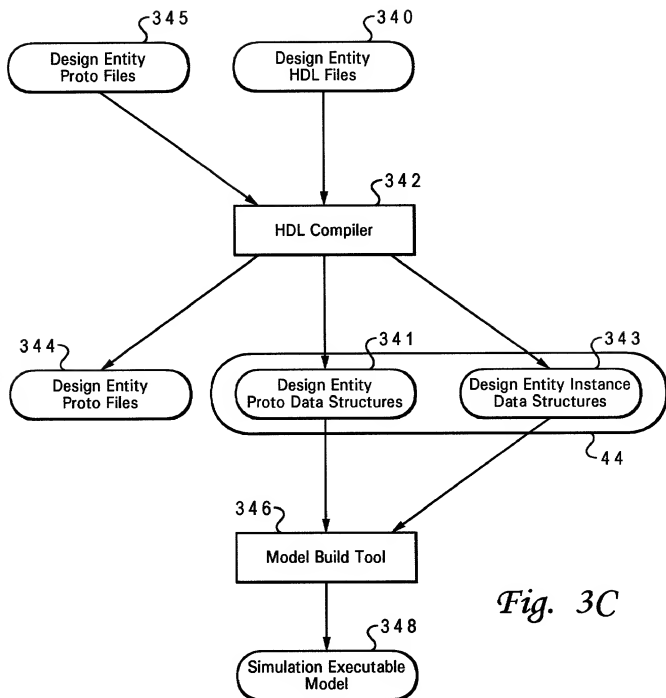 345
Design Entity
Proto Files
340
Design Entity
HDL Files
342
HDL Compiler
344
Design Entity
Proto Files
341
Design Entity
Proto Data Structures
343
Design Entity Instance
Data Structures
44
346
Model Build Tool
Fig. 3C
348
Simulation Executable
Model